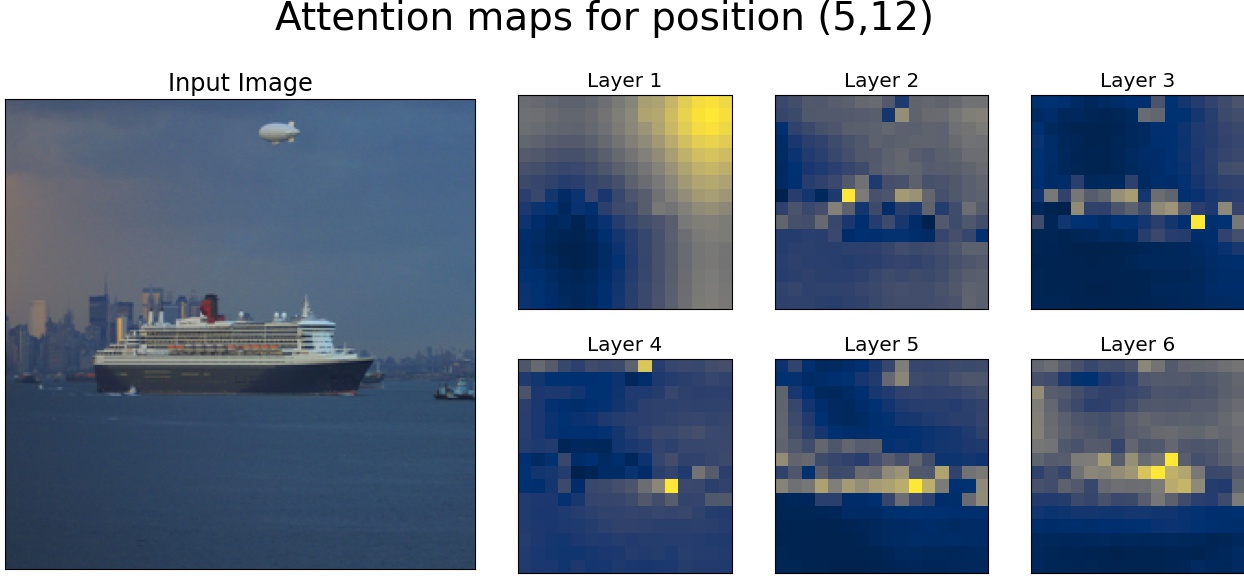 Attention maps for position (5,12)
Input Image
Layer 1
Layer 2
Layer 3
Layer 4
Layer 5
Layer 6